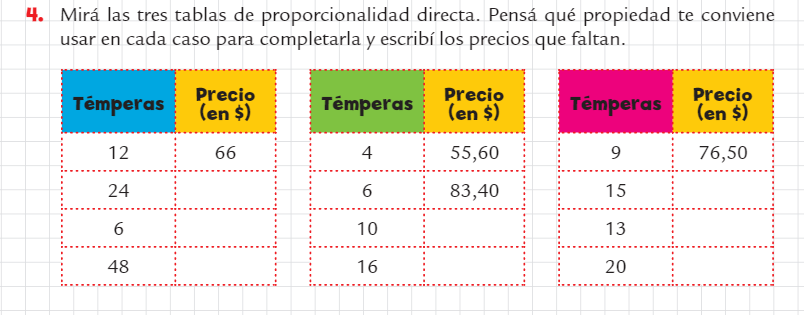 4. Mirá las tres tablas de proporcionalidad directa. Pensá qué propiedad te conviene
usar en cada caso para completarla y escribí los precios que faltan.
Témperas Precio (en $)
12 66
24
6
48
Témperas Precio (en $)
4 55,60
6 83,40
10
16
Témperas Precio (en $)
9 76,50
15
13
20